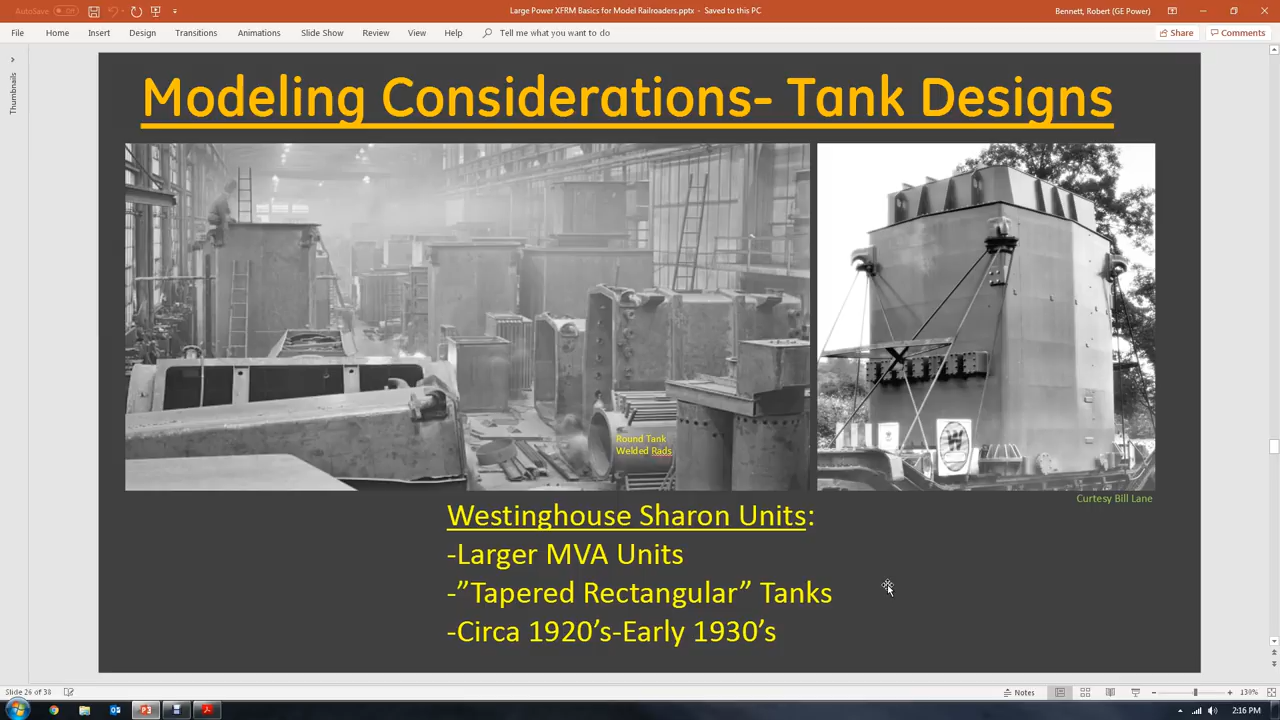 AutoSave
Off
Large Power XFRM Basics for Model Railroaders.pptx - Saved to this PC
Bennett, Robert (GE Power)
File
Home
Insert
Design
Transitions
Animations
Slide Show
Review
View
Help
Tell me what you want to do
Share
Comments
Thumbnails
Modeling Considerations- Tank Designs
Round Tank
Welded Rads
W
Curtesy Bill Lane
Westinghouse Sharon Units:
-Larger MVA Units
-”Tapered Rectangular” Tanks
-Circa 1920’s-Early 1930’s
Slide 26 of 38
Notes
130%
2:16 PM